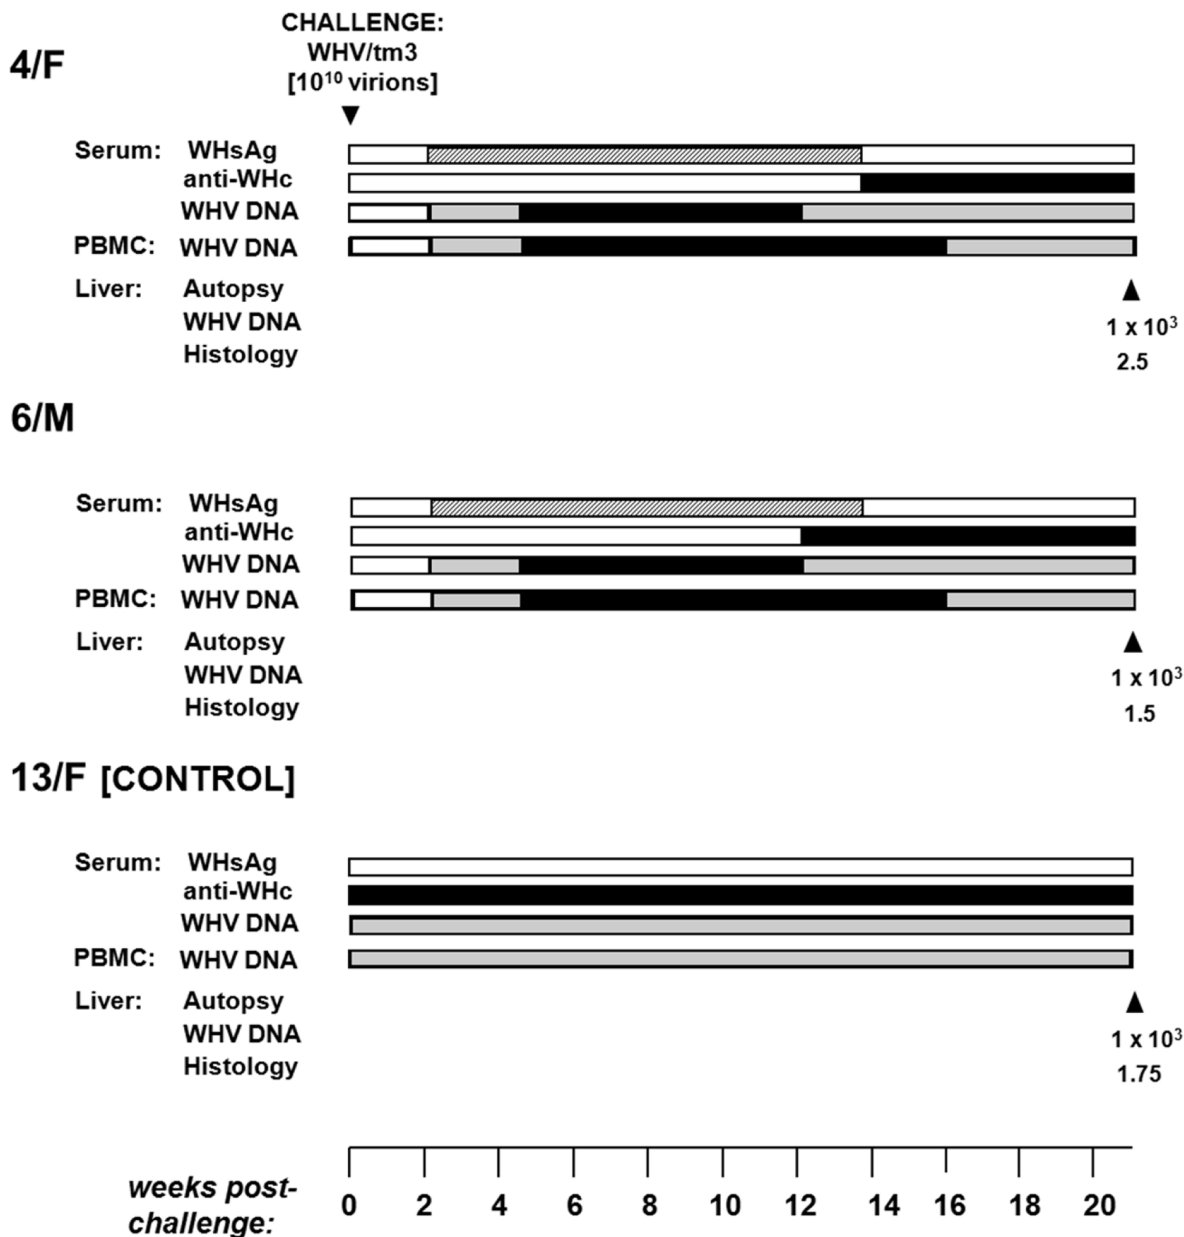 CHALLENGE:
WHV/tm3
[10¹⁰ virions]
4/F
Serum: WHsAg
anti-WHc
WHV DNA
PBMC: WHV DNA
Liver: Autopsy
WHV DNA 1 x 10³
Histology 2.5
6/M
Serum: WHsAg
anti-WHc
WHV DNA
PBMC: WHV DNA
Liver: Autopsy
WHV DNA 1 x 10³
Histology 1.5
13/F [CONTROL]
Serum: WHsAg
anti-WHc
WHV DNA
PBMC: WHV DNA
Liver: Autopsy
WHV DNA 1 x 10³
Histology 1.75
weeks post-
challenge: 0 2 4 6 8 10 12 14 16 18 20